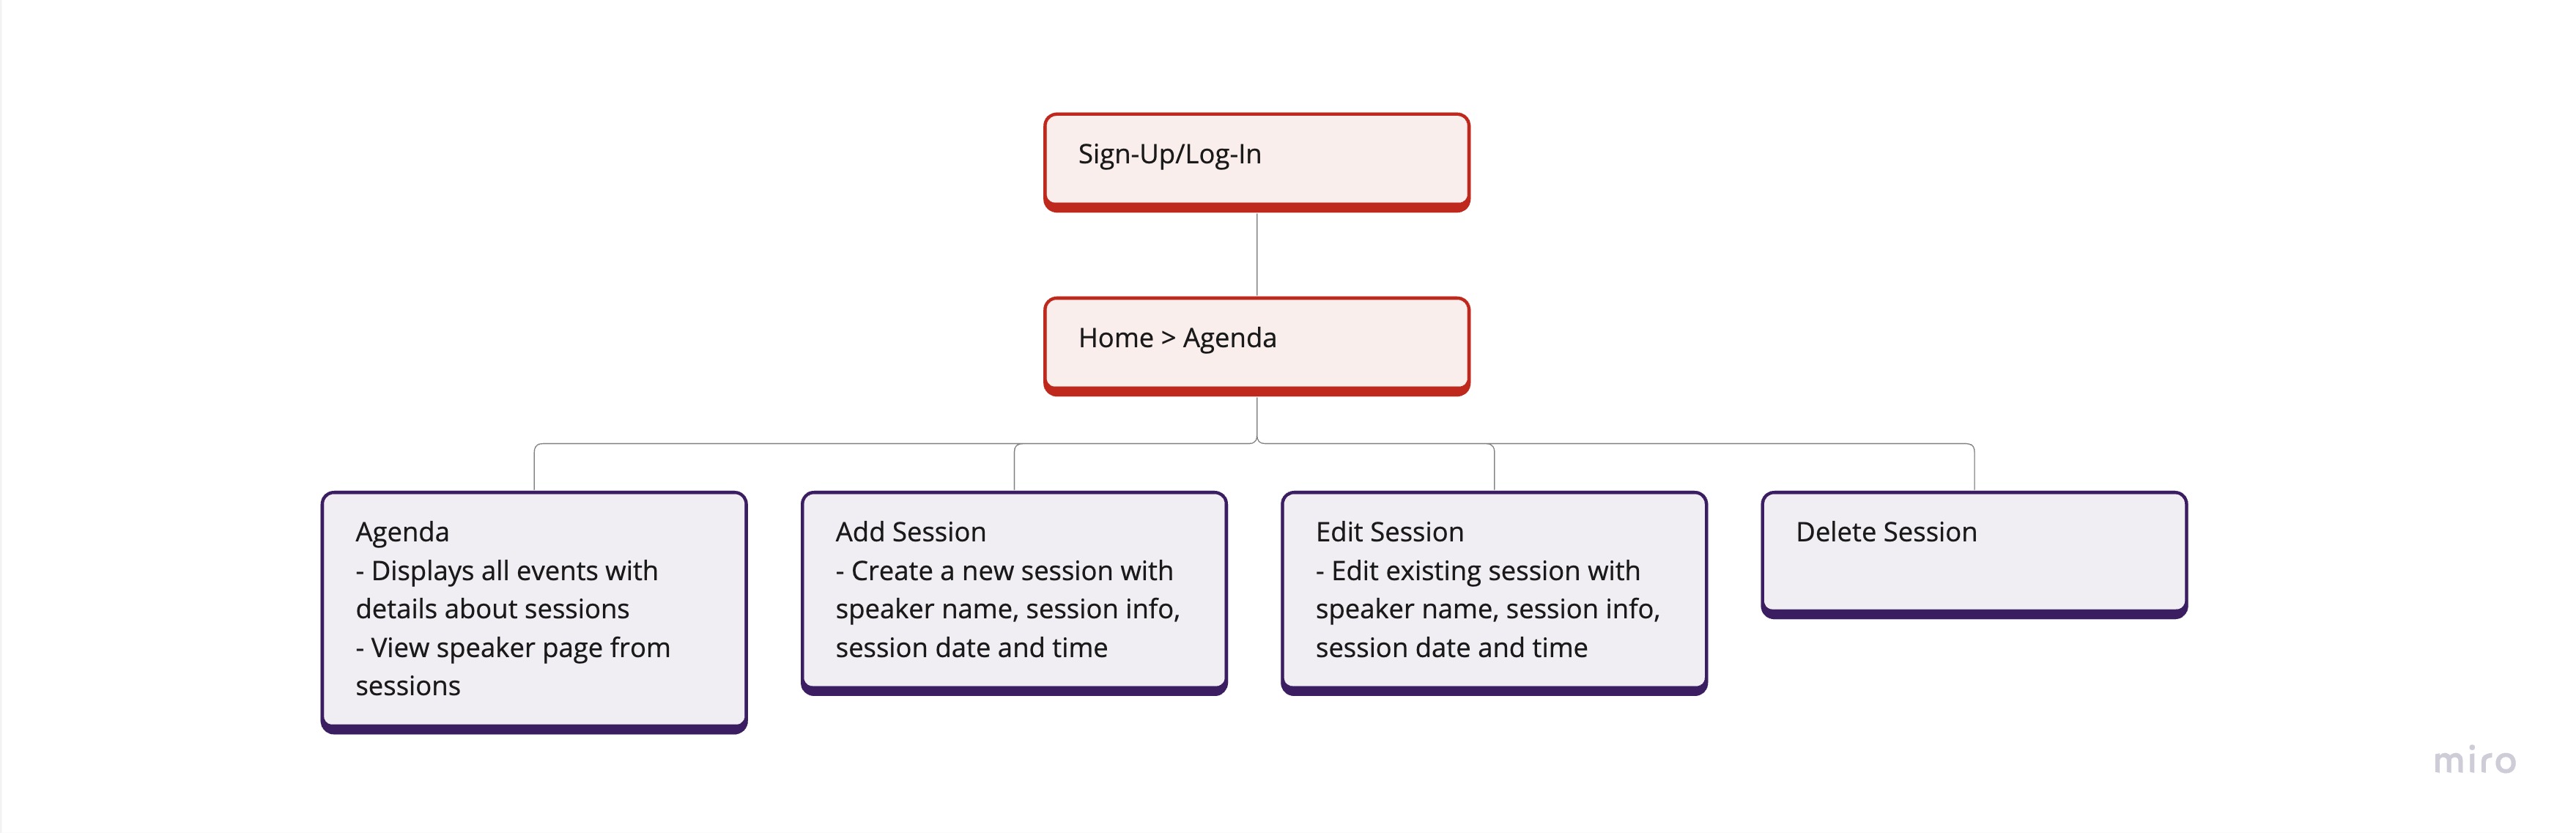 Sign-Up/Log-In
Home > Agenda
Agenda
- Displays all events with
details about sessions
- View speaker page from
sessions
Add Session
- Create a new session with
speaker name, session info,
session date and time
Edit Session
- Edit existing session with
speaker name, session info,
session date and time
Delete Session
miro